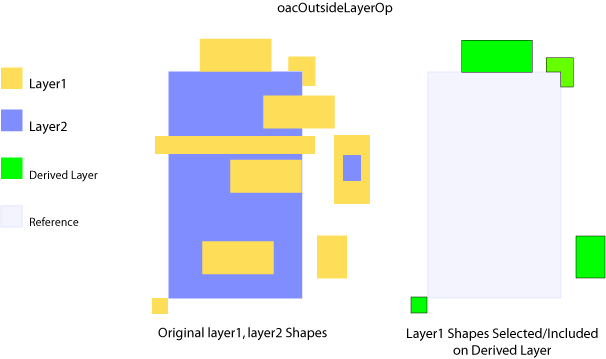 oacOutsideLayerOp
Layer1
Layer2
Derived Layer
Reference
Original layer1, layer2 Shapes
Layer1 Shapes Selected/Included
on Derived Layer